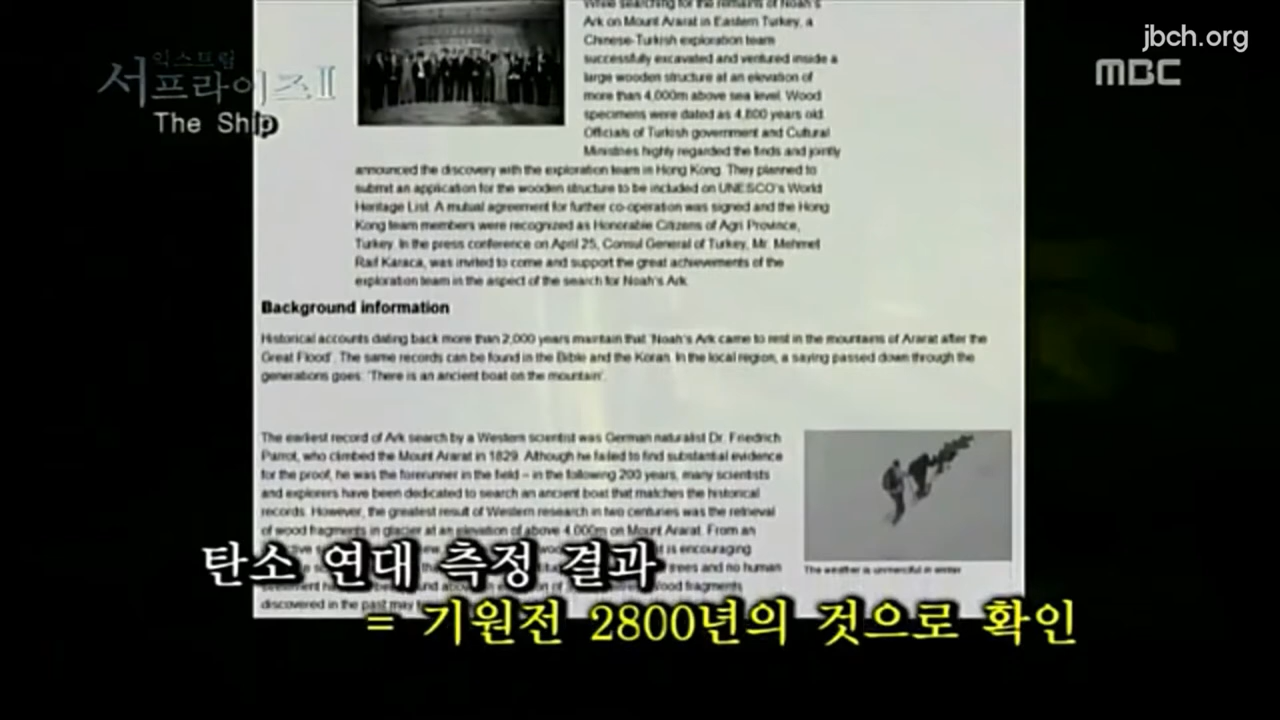 jbch.org
MBC
익스트림
서프라이즈 II
The Ship
While searching for the remains of Noah's
Ark on Mount Ararat in Eastern Turkey, a
Chinese-Turkish exploration team
successfully excavated and ventured inside a
large wooden structure at an elevation of
more than 4,000m above sea level. Wood
specimens were dated as 4,800 years old.
Officials of Turkish government and Cultural
Ministries highly regarded the finds and jointly
announced the discovery with the exploration team in Hong Kong. They planned to
submit an application for the wooden structure to be included on UNESCO's World
Heritage List. A mutual agreement for further co-operation was signed and the Hong
Kong team members were recognized as Honorable Citizens of Agri Province,
Turkey. In the press conference on April 25, Consul General of Turkey, Mr. Mehmet
Raif Karaca, was invited to come and support the great achievements of the
exploration team in the aspect of the search for Noah's Ark.
Background information
Historical accounts dating back more than 2,000 years maintain that 'Noah's Ark came to rest in the mountains of Ararat after the
Great Flood'. The same records can be found in the Bible and the Koran. In the local region, a saying passed down through the
generations goes: 'There is an ancient boat on the mountain'.
The earliest record of Ark search by a Western scientist was German naturalist Dr. Friedrich
Parrot, who climbed the Mount Ararat in 1829. Although he failed to find substantial evidence
for the proof, he was the forerunner in the field – in the following 200 years, many scientists
and explorers have been dedicated to search an ancient boat that matches the historical
records. However, the greatest result of Western research in two centuries was the retrieval
of wood fragments in glacier at an elevation of above 4,000m on Mount Ararat. From an
is encouraging
trees and no human
Wood fragments
discovered in the past may
The weather is unmerciful in winter
탄소 연대 측정 결과
= 기원전 2800년의 것으로 확인